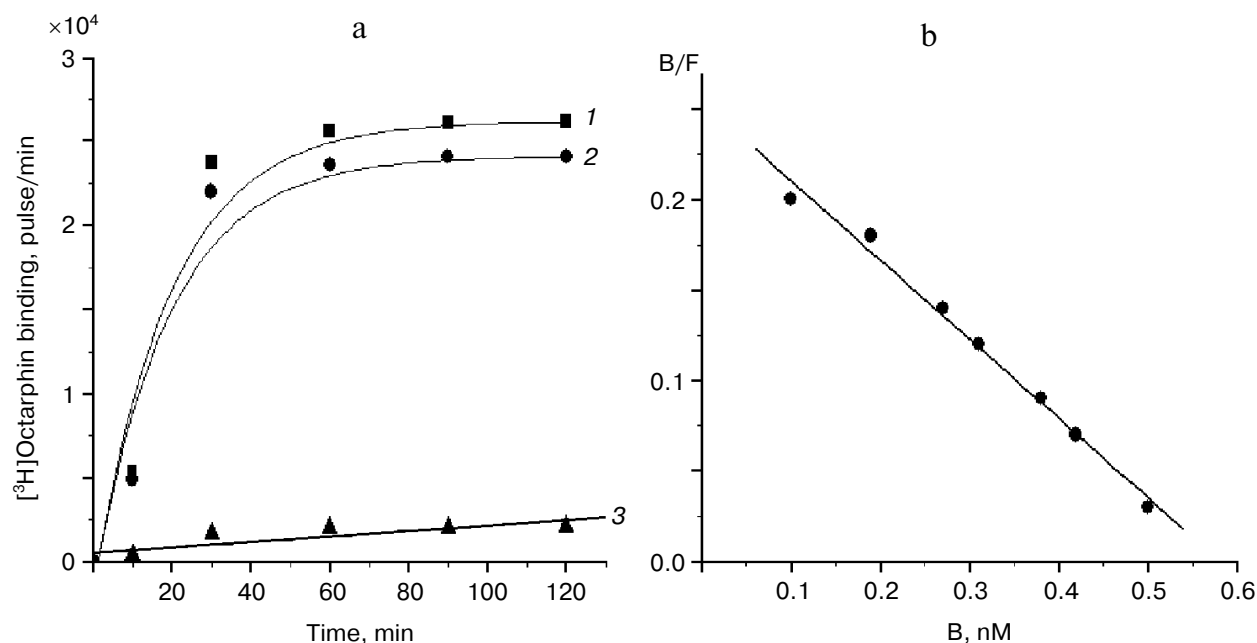 a
×10⁴
3
2
1
0
[³H]Octarphin binding, pulse/min
1
2
3
20 40 60 80 100 120
Time, min
b
B/F
0.2
0.1
0.0
0.1 0.2 0.3 0.4 0.5 0.6
B, nM